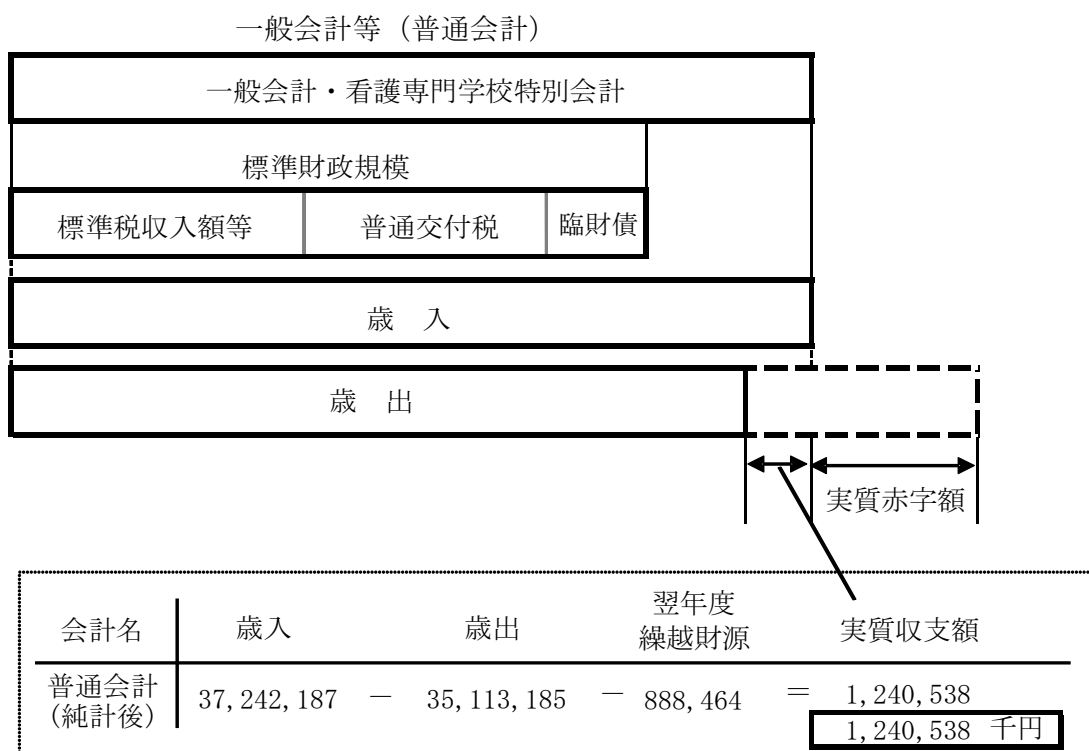 一般会計等（普通会計）
一般会計・看護専門学校特別会計
標準財政規模
標準税収入額等 普通交付税 臨財債
歳　入
歳　出
実質赤字額
会計名 歳入 歳出 翌年度
繰越財源 実質収支額
普通会計
(純計後) 37,242,187 － 35,113,185 － 888,464 ＝ 1,240,538
1,240,538 千円